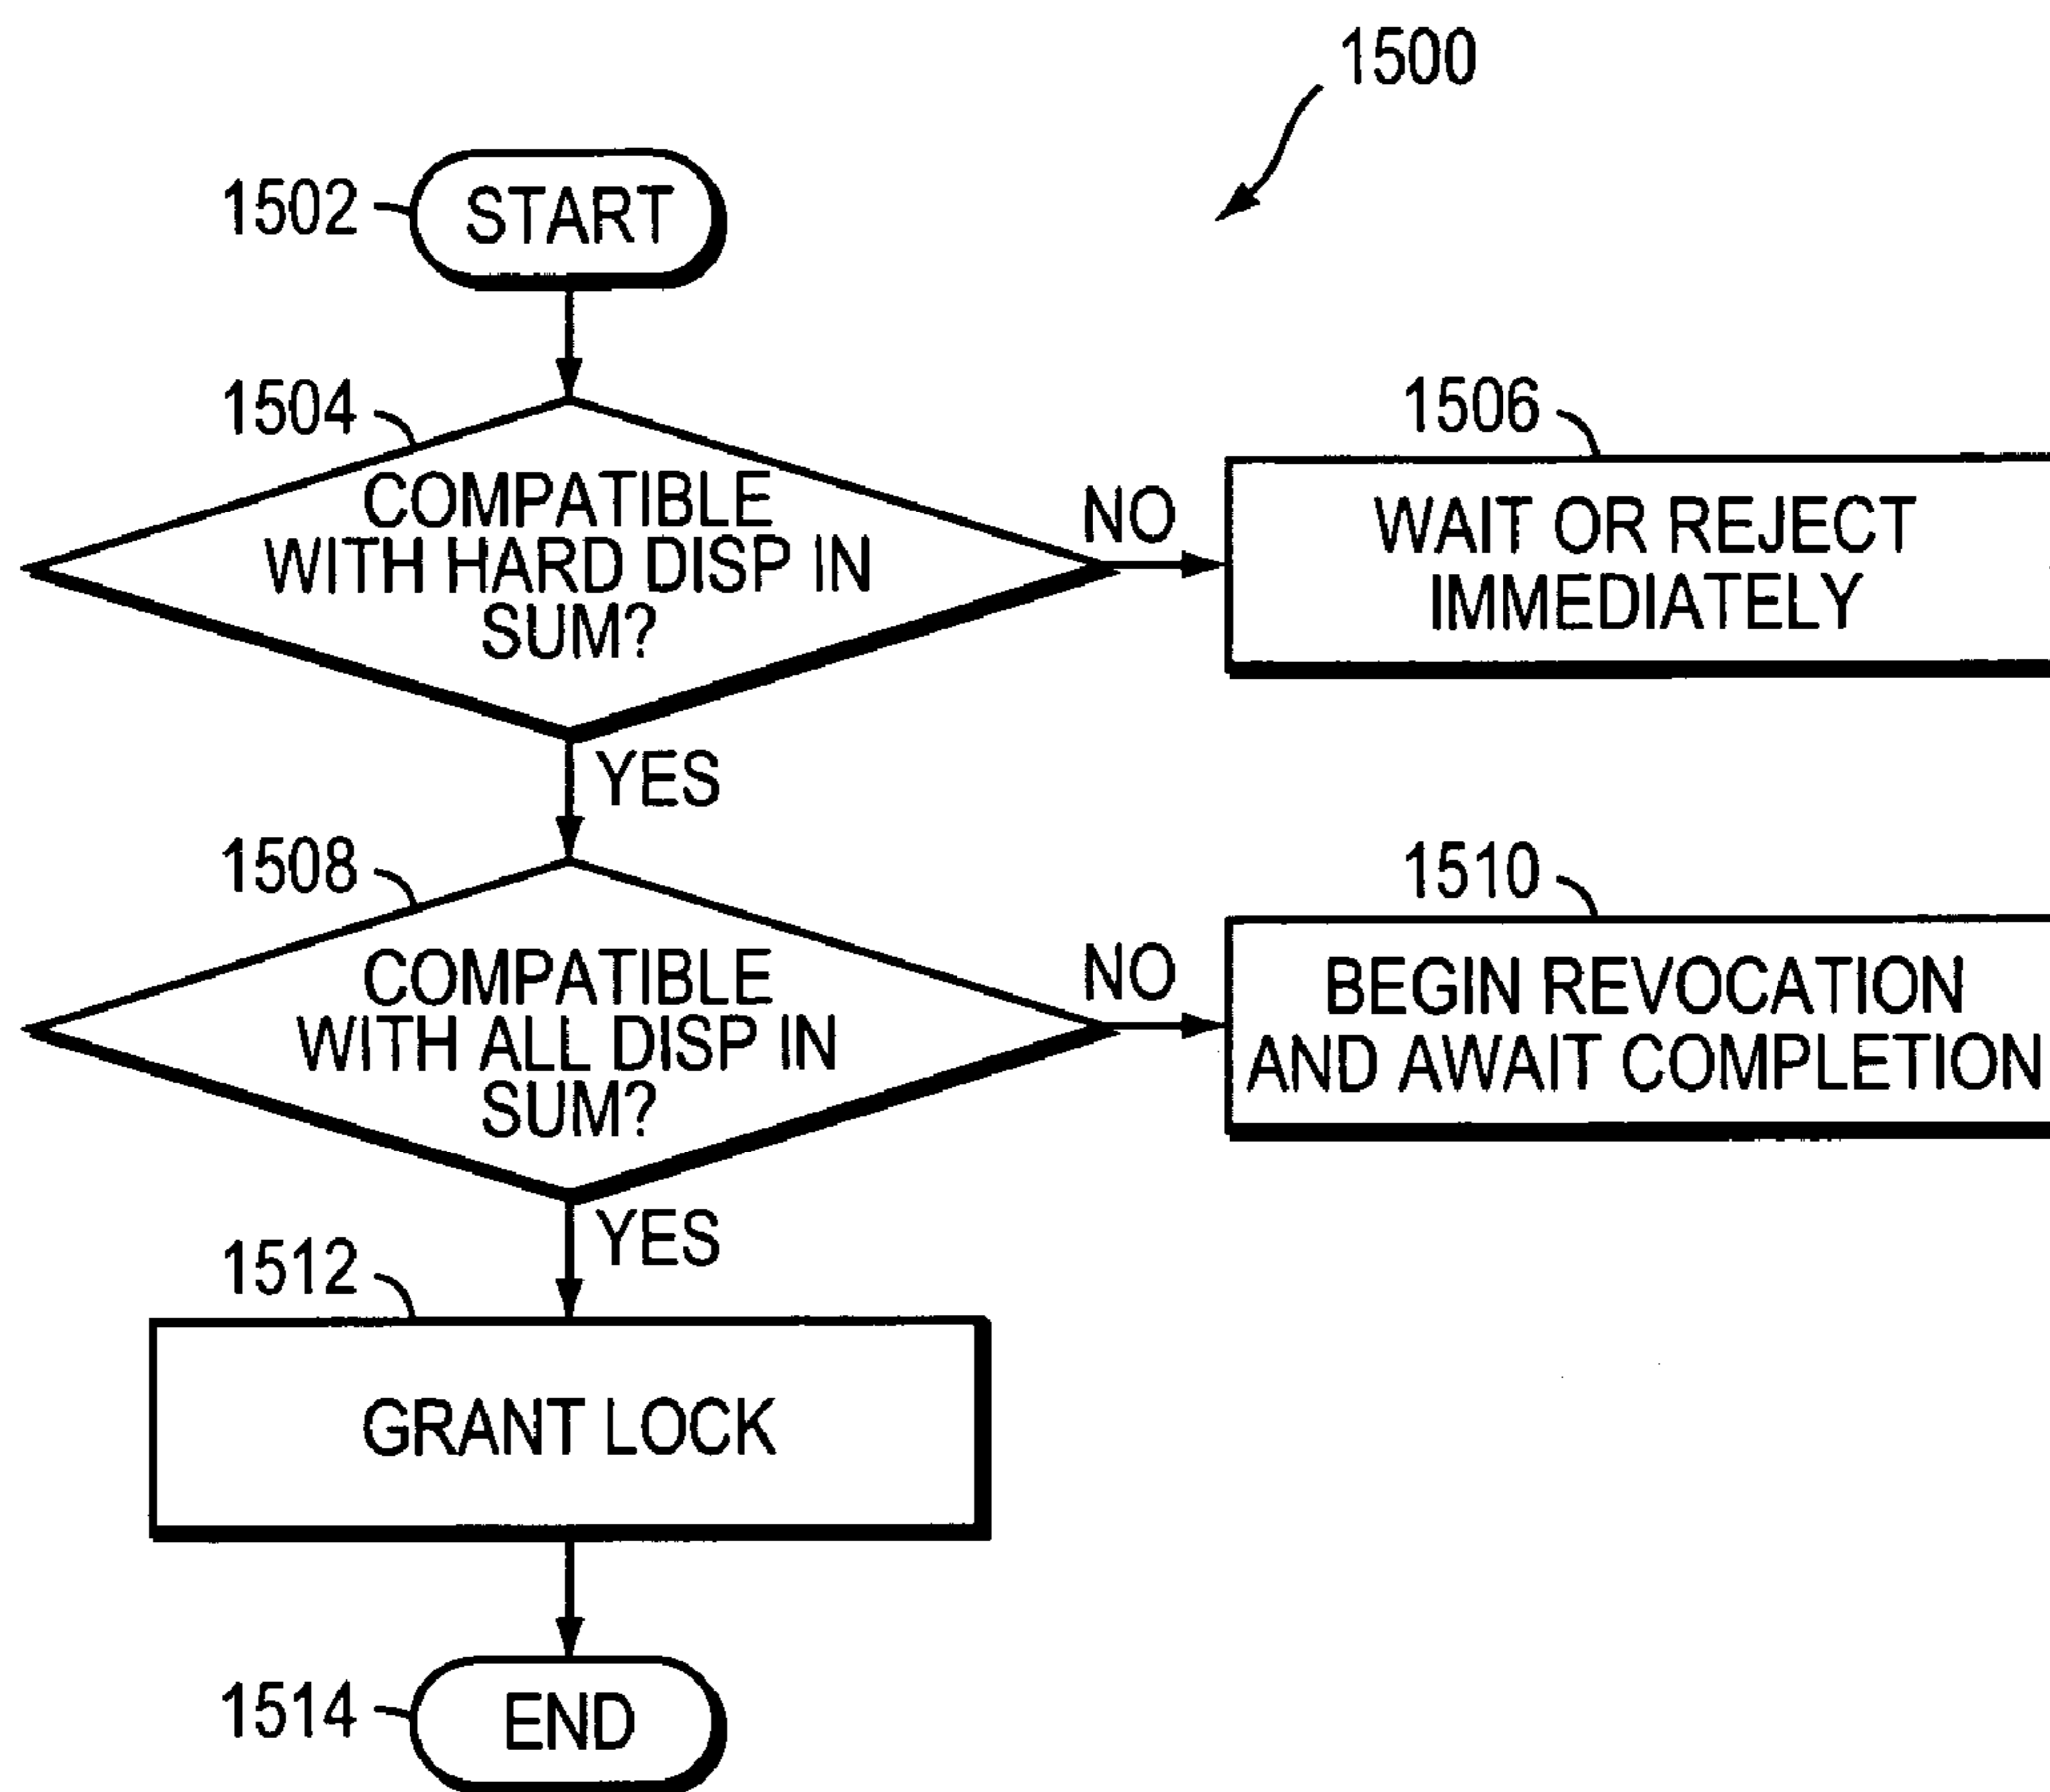 1500
1502
START
1504
COMPATIBLE
WITH HARD DISP IN
SUM?
NO
1506
WAIT OR REJECT
IMMEDIATELY
YES
1508
COMPATIBLE
WITH ALL DISP IN
SUM?
NO
1510
BEGIN REVOCATION
AND AWAIT COMPLETION
YES
1512
GRANT LOCK
1514
END